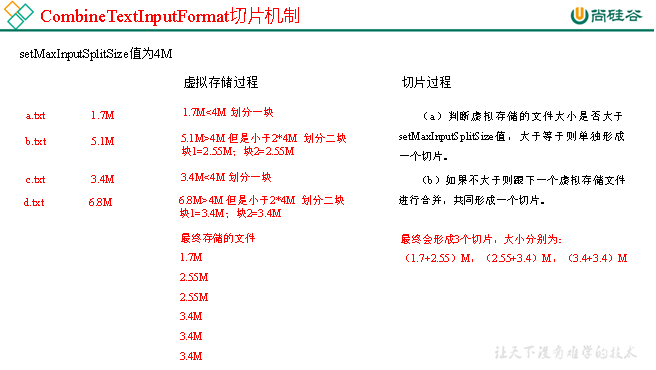 CombineTextInputFormat切片机制
尚硅谷
setMaxInputSplitSize值为4M
虚拟存储过程
切片过程
a.txt 1.7M 1.7M<4M 划分一块
b.txt 5.1M 5.1M>4M 但是小于2*4M 划分二块
块1=2.55M；块2=2.55M
c.txt 3.4M 3.4M<4M 划分一块
d.txt 6.8M 6.8M>4M 但是小于2*4M 划分二块
块1=3.4M；块2=3.4M
最终存储的文件
1.7M
2.55M
2.55M
3.4M
3.4M
3.4M
（a）判断虚拟存储的文件大小是否大于
setMaxInputSplitSize值，大于等于则单独形成
一个切片。
（b）如果不大于则跟下一个虚拟存储文件
进行合并，共同形成一个切片。
最终会形成3个切片，大小分别为：
（1.7+2.55）M，（2.55+3.4）M，（3.4+3.4）M
让天下没有难学的技术